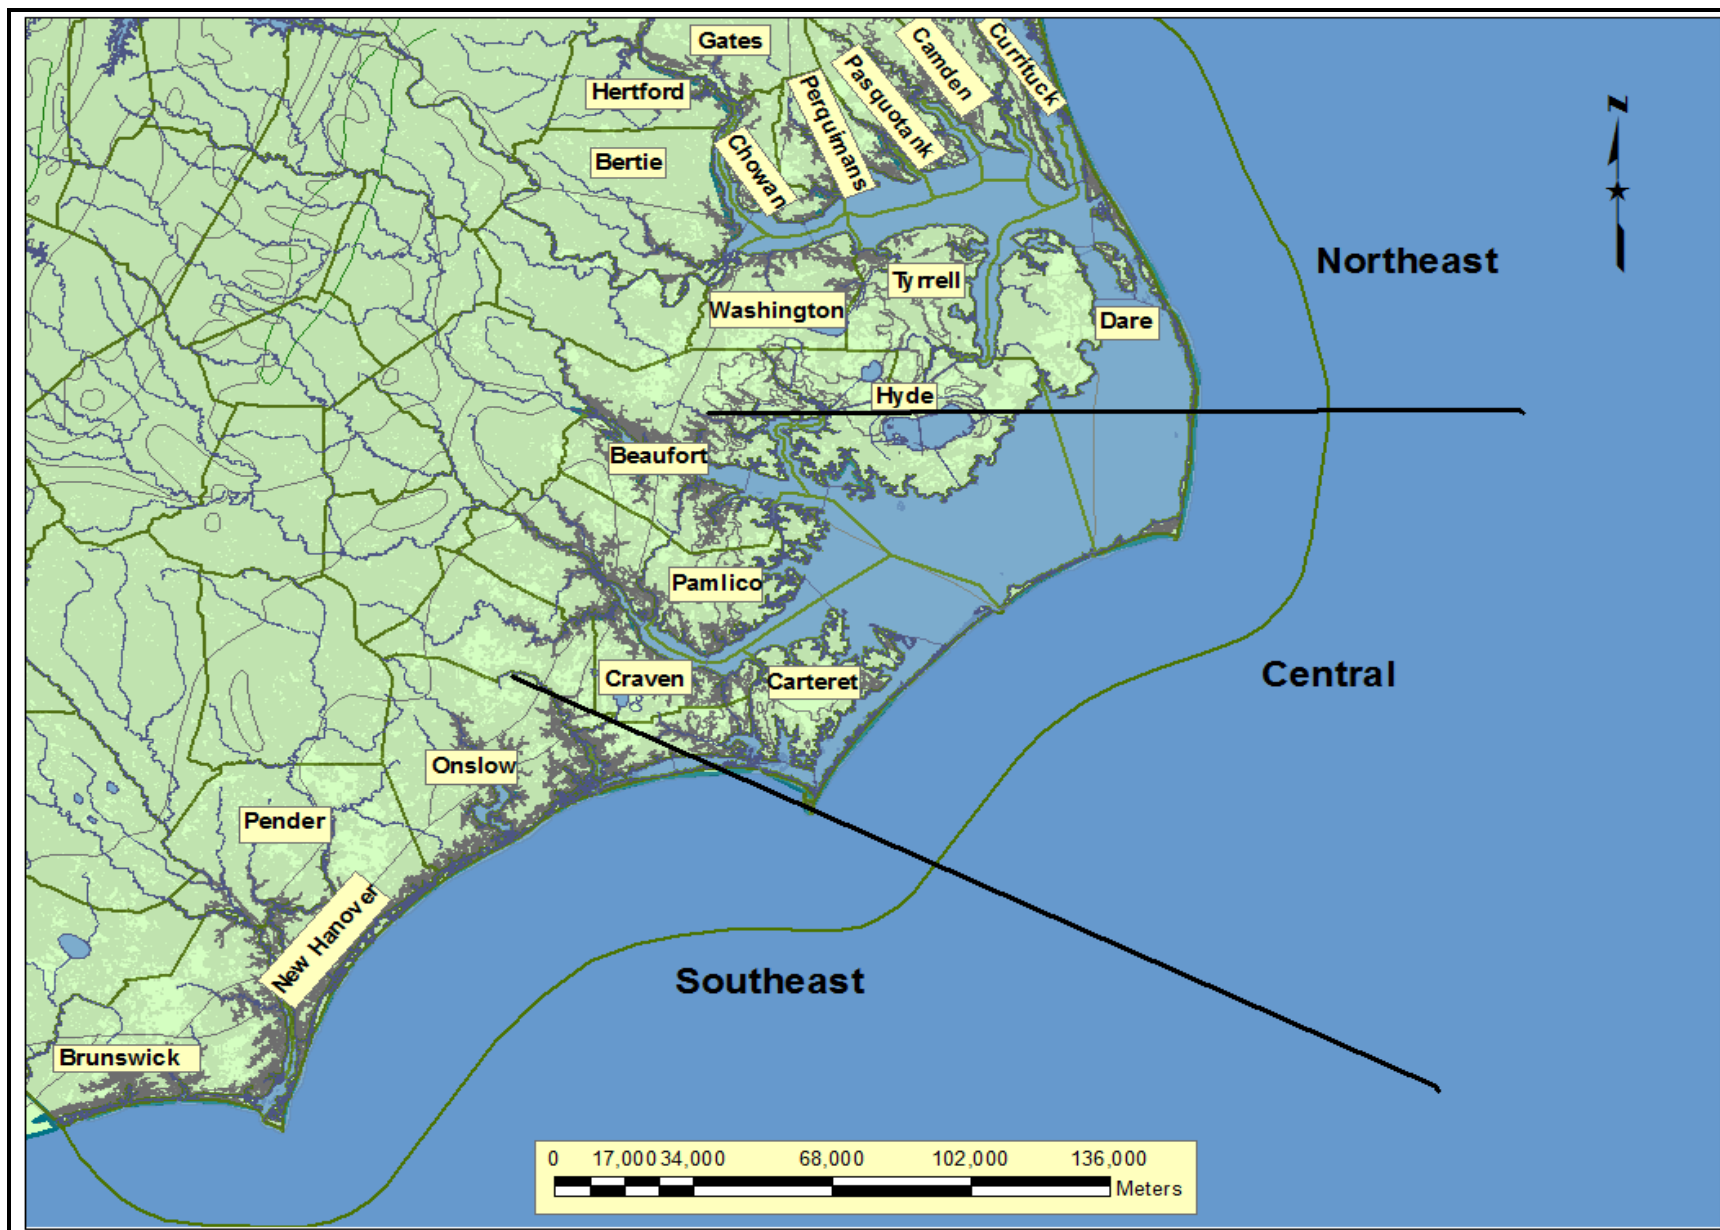 Gates
Camden
Currituck
Hertford
Pasquotank
Perquimans
Chowan
Bertie
N
Northeast
Tyrrell
Washington
Dare
Hyde
Beaufort
Pamlico
Craven
Carteret
Central
Onslow
Pender
New Hanover
Southeast
Brunswick
0 17,000 34,000 68,000 102,000 136,000
Meters